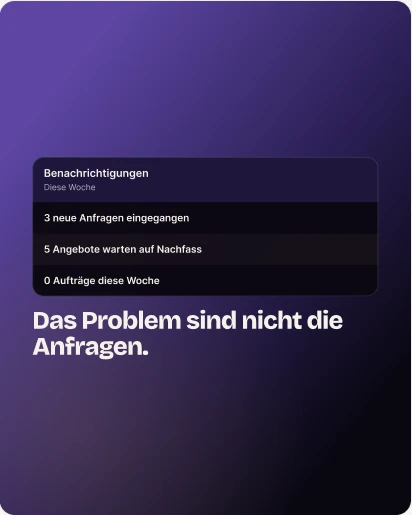 Benachrichtigungen
Diese Woche
3 neue Anfragen eingegangen
5 Angebote warten auf Nachfass
0 Aufträge diese Woche
Das Problem sind nicht die
Anfragen.